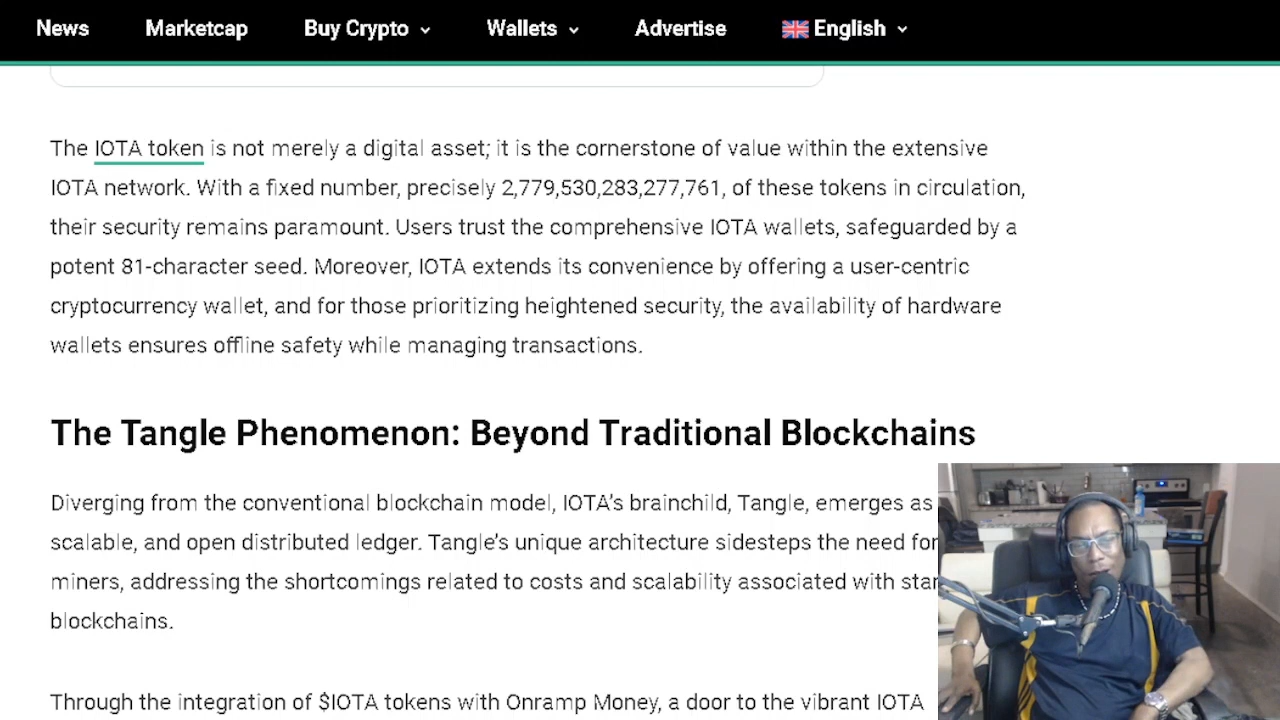 News Marketcap Buy Crypto Wallets Advertise English
The IOTA token is not merely a digital asset; it is the cornerstone of value within the extensive
IOTA network. With a fixed number, precisely 2,779,530,283,277,761, of these tokens in circulation,
their security remains paramount. Users trust the comprehensive IOTA wallets, safeguarded by a
potent 81-character seed. Moreover, IOTA extends its convenience by offering a user-centric
cryptocurrency wallet, and for those prioritizing heightened security, the availability of hardware
wallets ensures offline safety while managing transactions.
The Tangle Phenomenon: Beyond Traditional Blockchains
Diverging from the conventional blockchain model, IOTA's brainchild, Tangle, emerges as
scalable, and open distributed ledger. Tangle's unique architecture sidesteps the need for
miners, addressing the shortcomings related to costs and scalability associated with star
blockchains.
Through the integration of $IOTA tokens with Onramp Money, a door to the vibrant IOTA